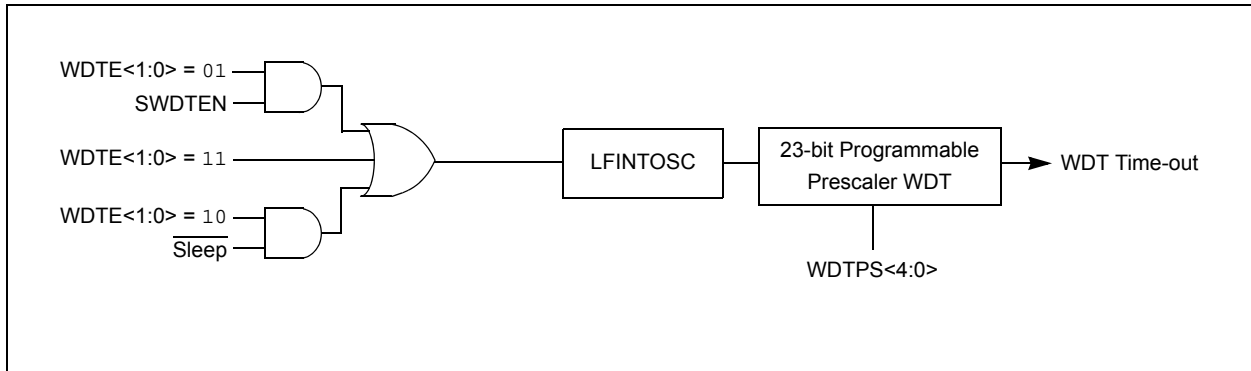 WDTE<1:0> = 01
SWDTEN
WDTE<1:0> = 11
WDTE<1:0> = 10
Sleep
LFINTOSC
23-bit Programmable
Prescaler WDT
WDT Time-out
WDTPS<4:0>